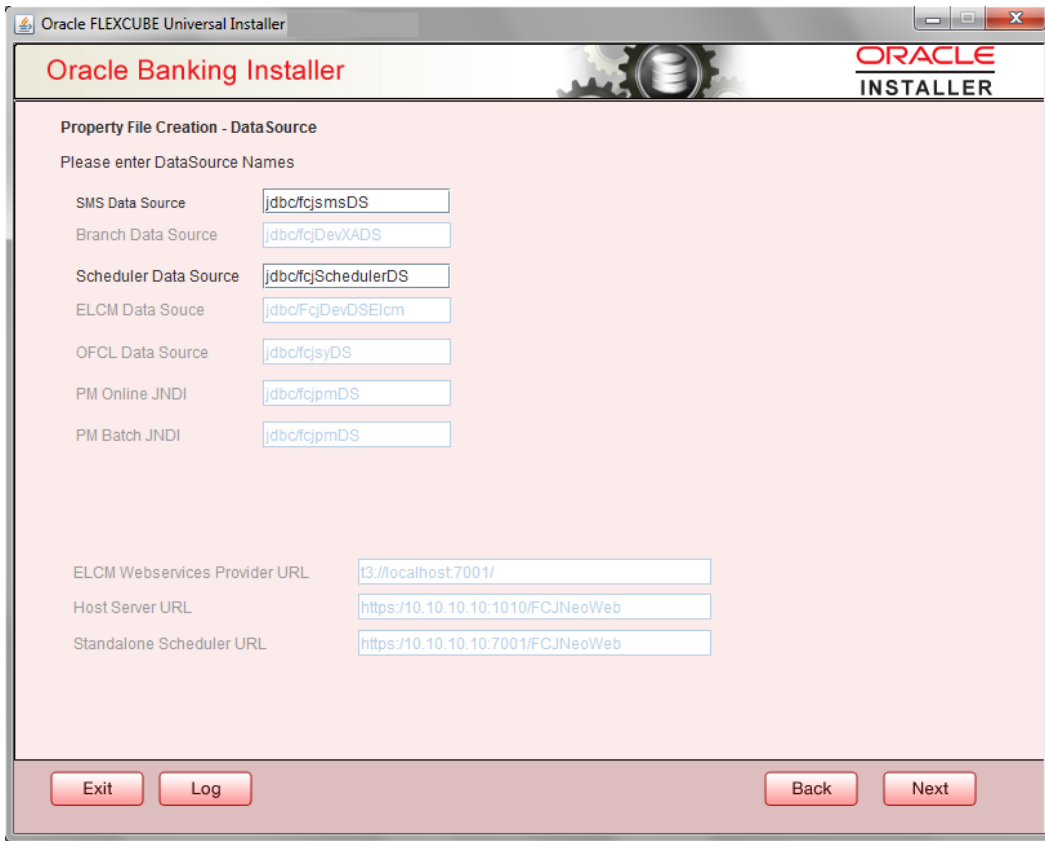 Oracle FLEXCUBE Universal Installer
Oracle Banking Installer
ORACLE
INSTALLER
Property File Creation - DataSource
Please enter DataSource Names
SMS Data Source jdbc/fcjsmsDS
Branch Data Source jdbc/fcjDevXADS
Scheduler Data Source jdbc/fcjSchedulerDS
ELCM Data Souce jdbc/FcjDevDSElcm
OFCL Data Source jdbc/fcjsyDS
PM Online JNDI jdbc/fcjpmDS
PM Batch JNDI jdbc/fcjpmDS
ELCM Webservices Provider URL t3://localhost:7001/
Host Server URL https:/10.10.10.10:1010/FCJNeoWeb
Standalone Scheduler URL https:/10.10.10.10:7001/FCJNeoWeb
Exit Log Back Next